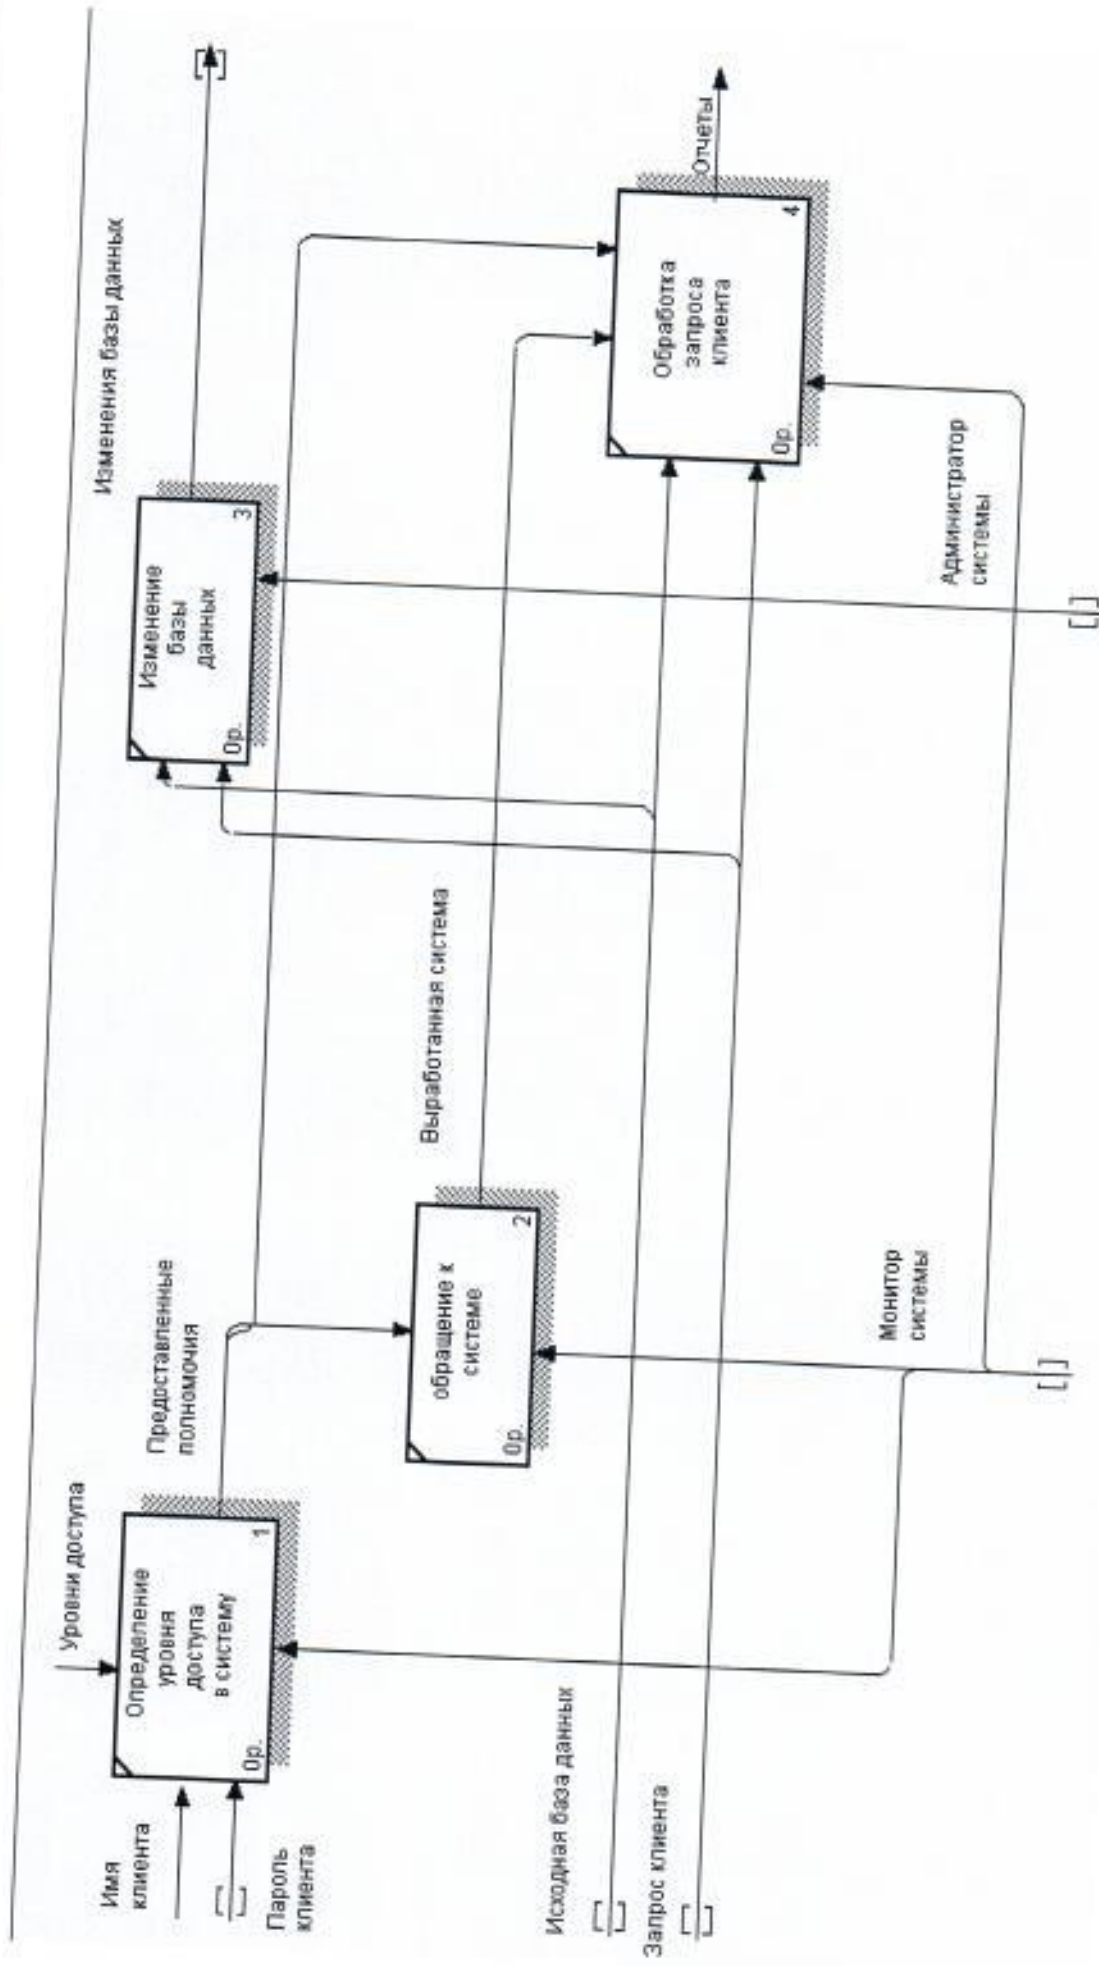 Уровни доступа
Имя
клиента
Пароль
клиента
Определение
уровня
доступа
в систему
0р.
1
Предоставленные
полномочия
обращение к
системе
0р.
2
Выработанная система
Изменение
базы
данных
0р.
3
Изменения базы данных
Исходная база данных
Запрос клиента
Обработка
запроса
клиента
0р.
4
Отчеты
Монитор
системы
Администратор
системы